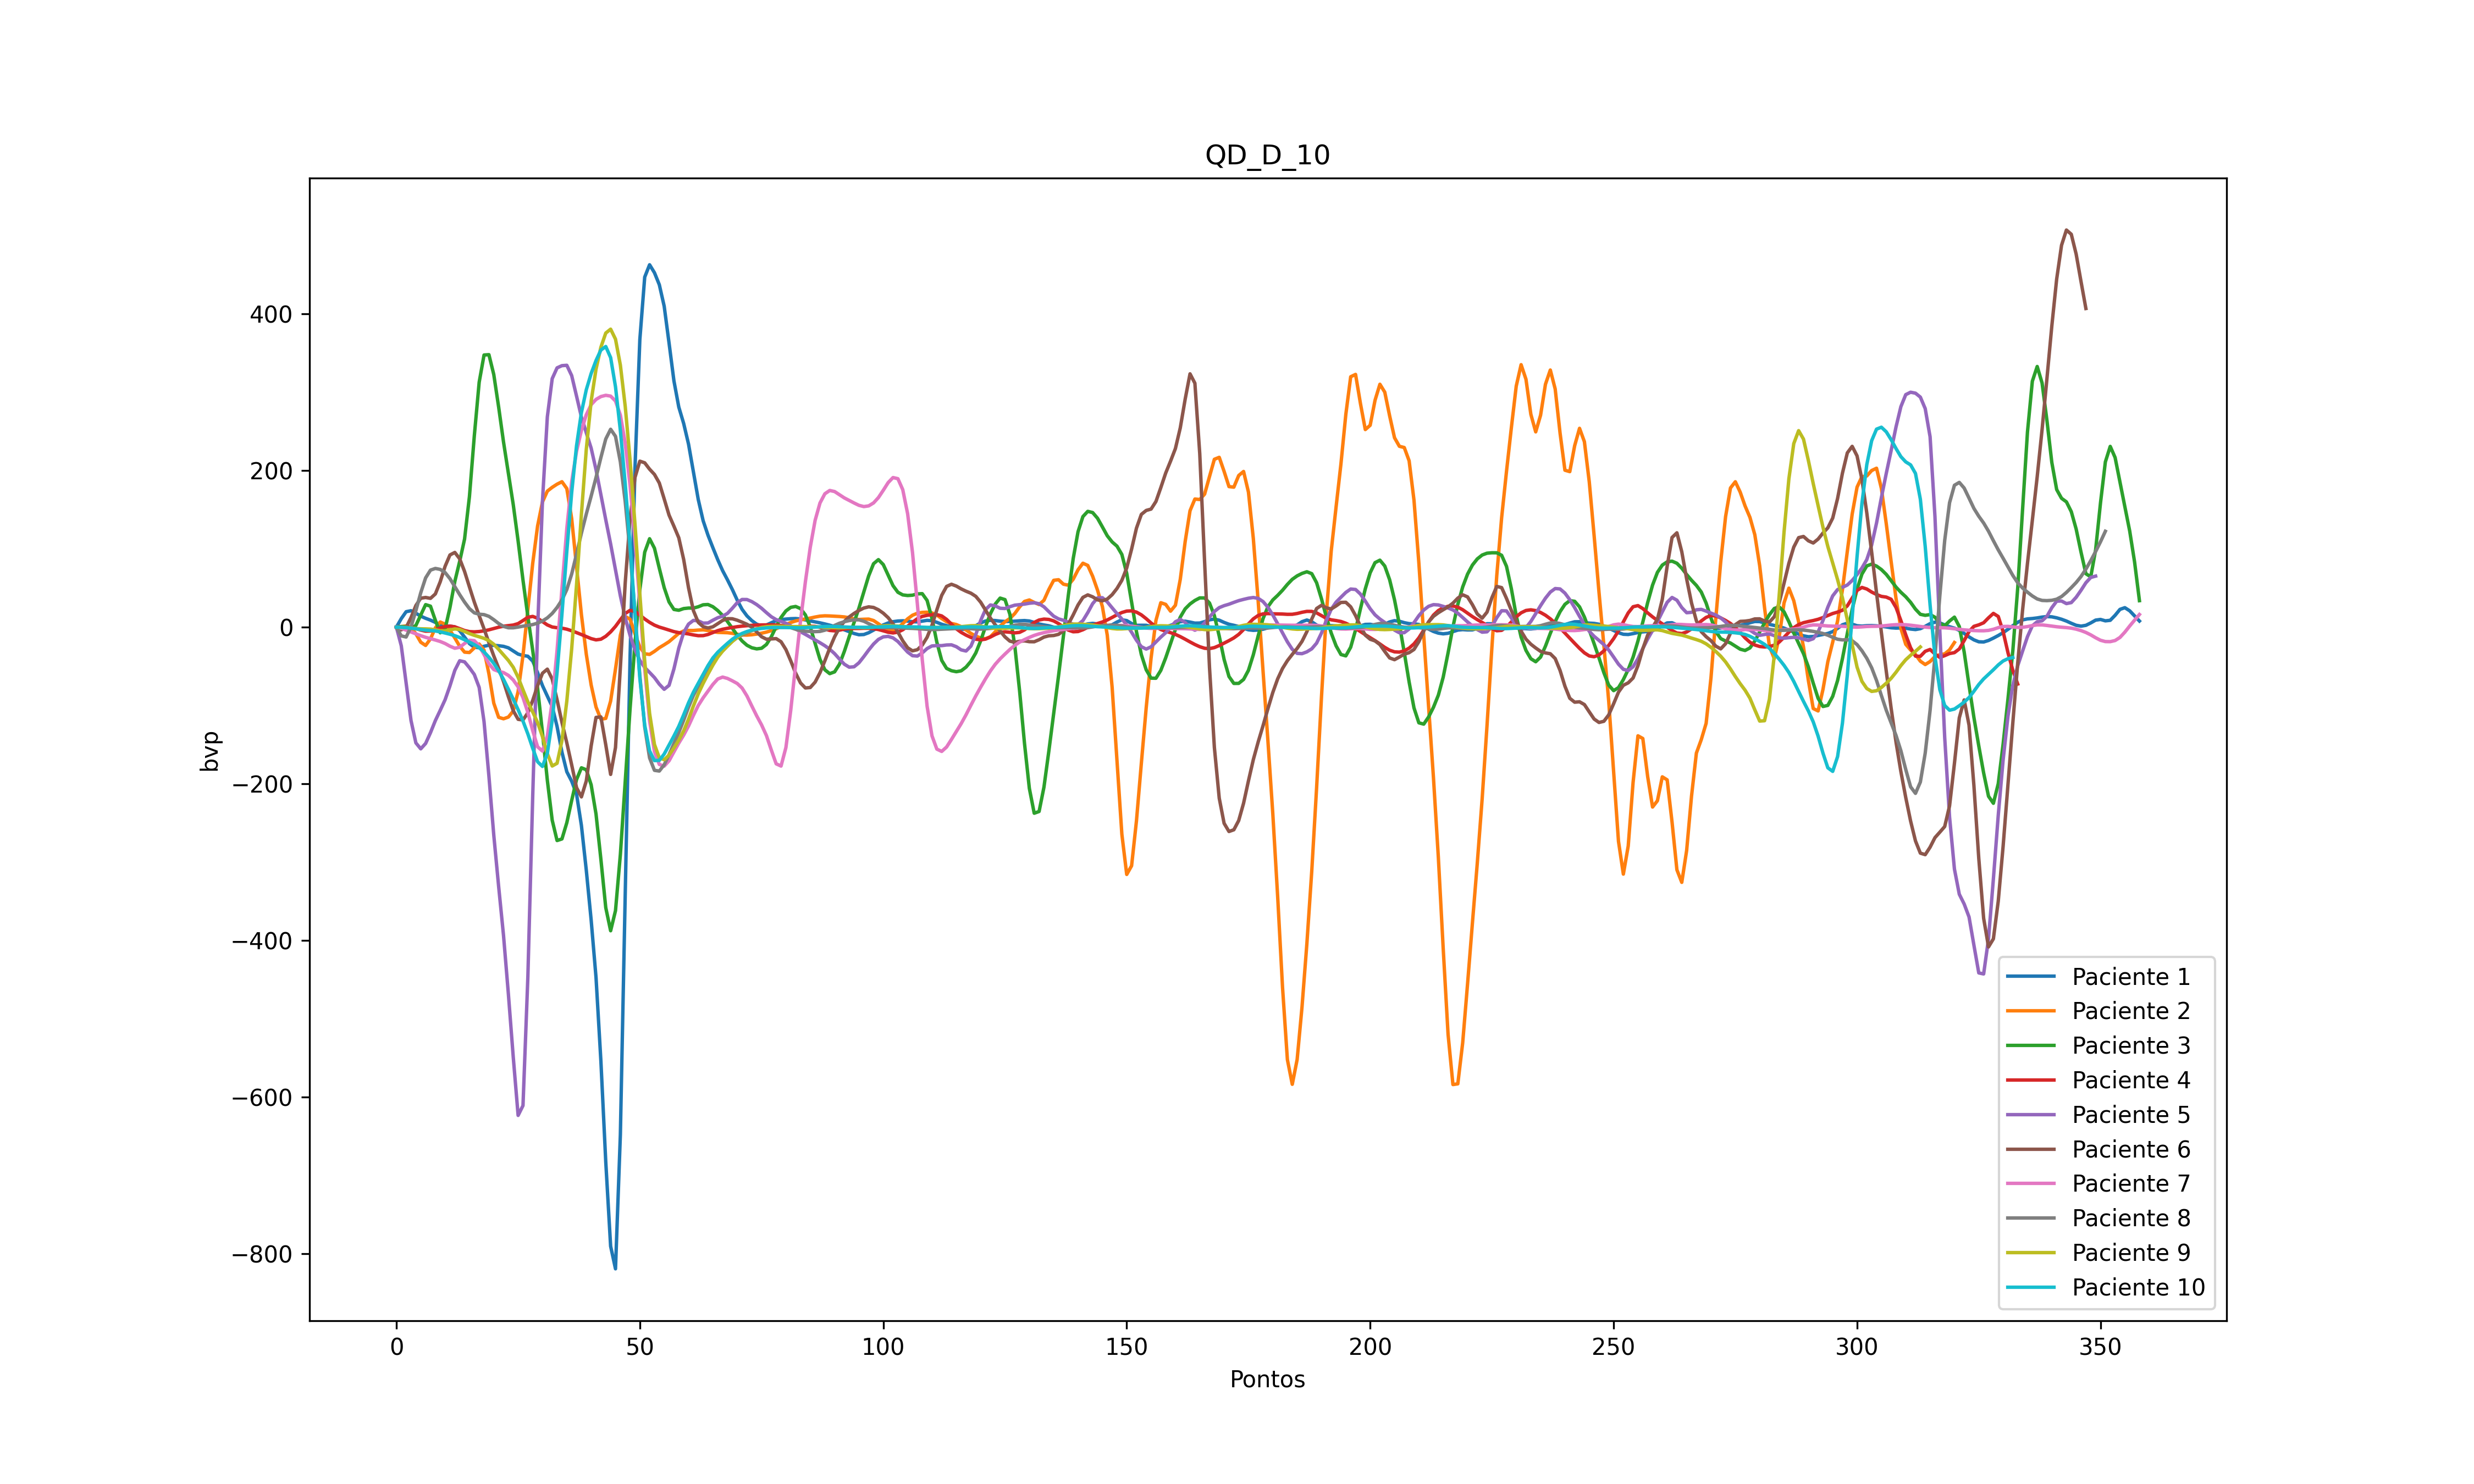 QD_D_10
bvp
400
200
0
−200
−400
−600
−800
0 50 100 150 200 250 300 350
Pontos
Paciente 1
Paciente 2
Paciente 3
Paciente 4
Paciente 5
Paciente 6
Paciente 7
Paciente 8
Paciente 9
Paciente 10